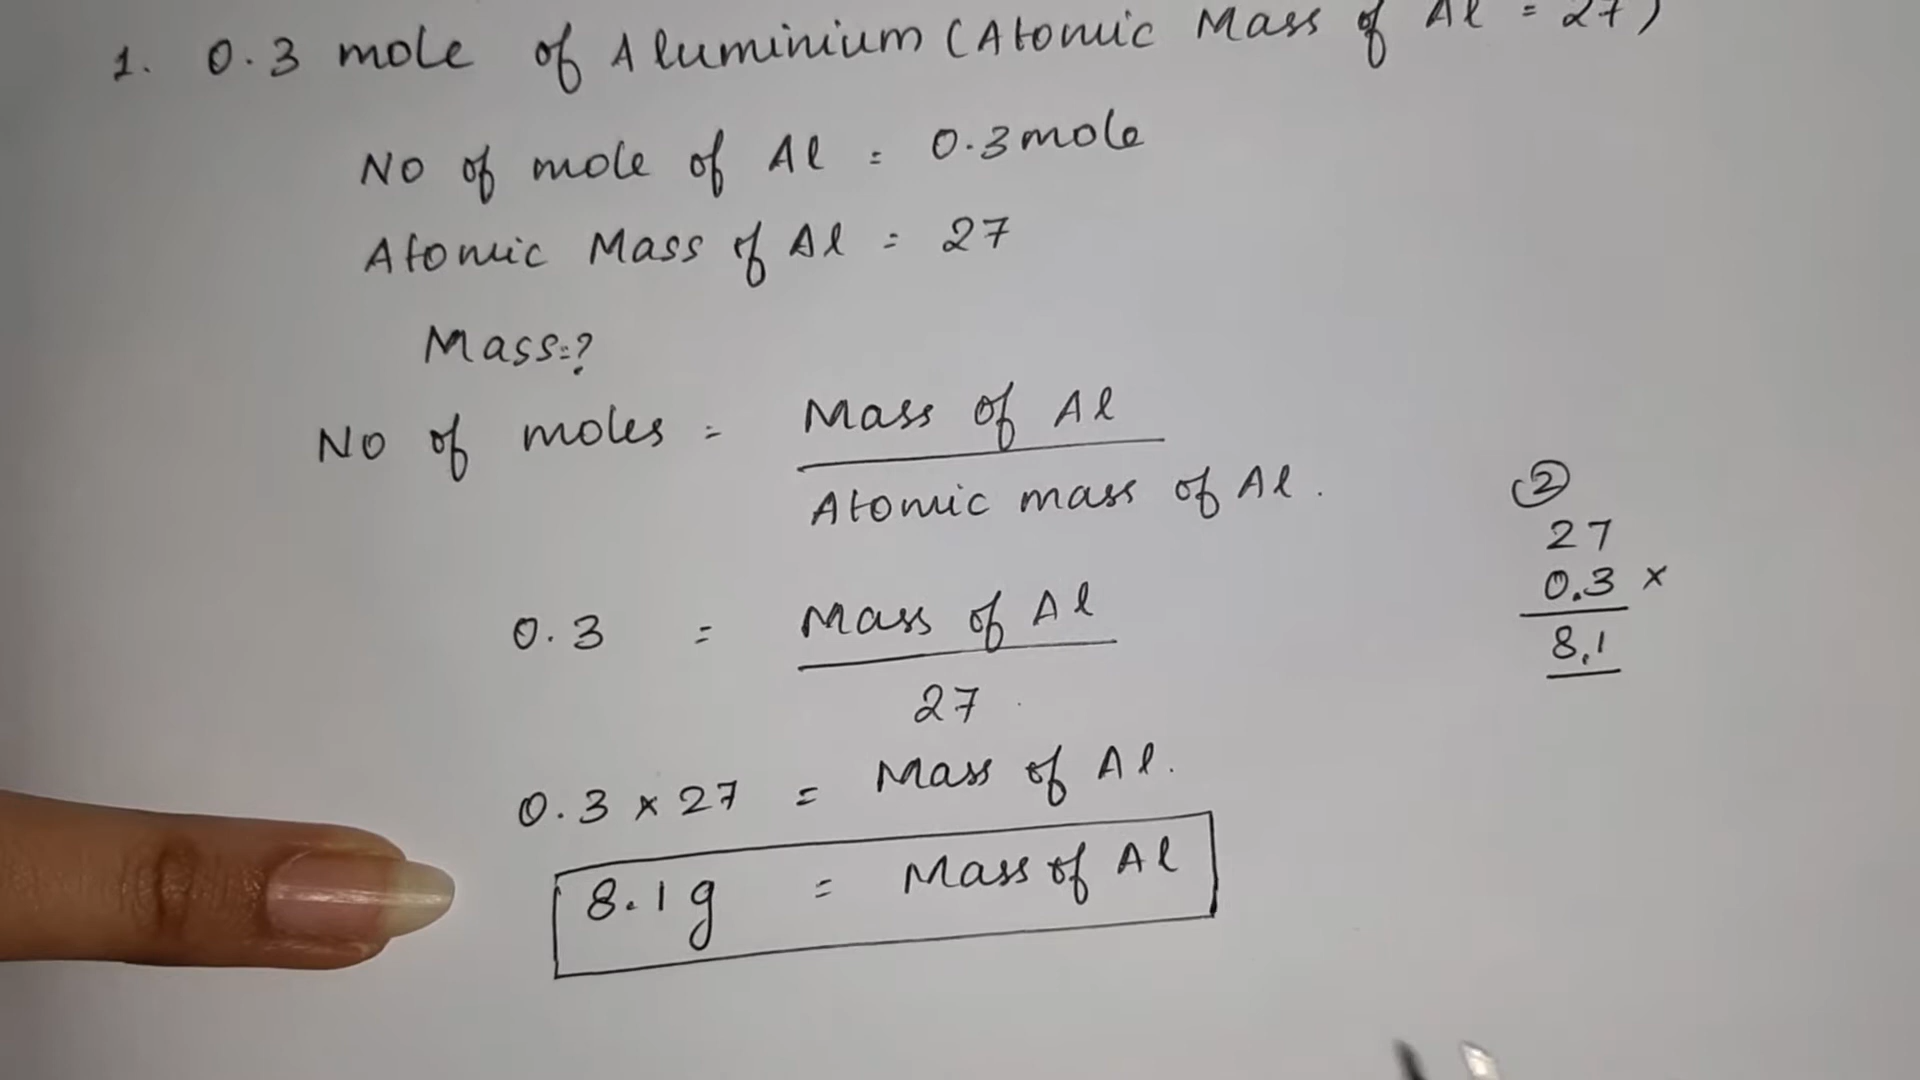 1. 0.3 mole of Aluminium (Atomic Mass of Al = 27)
No of mole of Al = 0.3 mole
Atomic Mass of Al = 27
Mass=?
No of moles = Mass of Al
Atomic mass of Al.
0.3 = Mass of Al
27
0.3 x 27 = Mass of Al.
8.1 g = Mass of Al
2
27
0.3 x
8.1